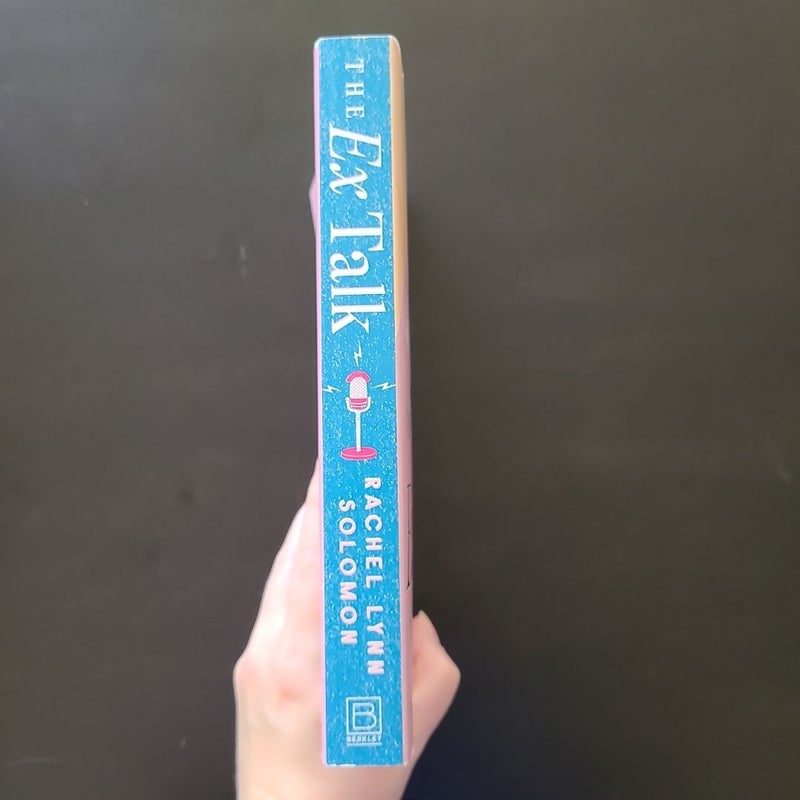 THE Ex Talk
RACHEL LYNN
SOLOMON
B
BERKLEY